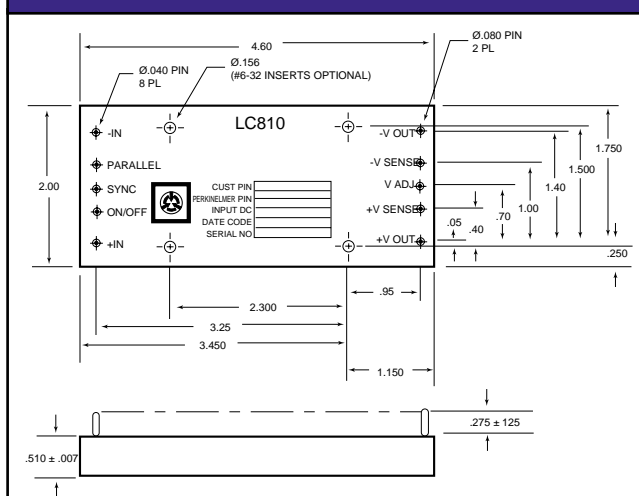 4.60
Ø.080 PIN
2 PL
Ø.040 PIN
8 PL
Ø.156
(#6-32 INSERTS OPTIONAL)
LC810
-IN
PARALLEL
SYNC
ON/OFF
+IN
CUST PIN
PERKINELMER PIN
INPUT DC
DATE CODE
SERIAL NO
-V OUT
-V SENSE
V ADJ
+V SENSE
+V OUT
2.00
.05
.40
.70
1.00
1.40
1.500
1.750
.250
.95
2.300
3.25
3.450
1.150
.275 ± 125
.510 ± .007